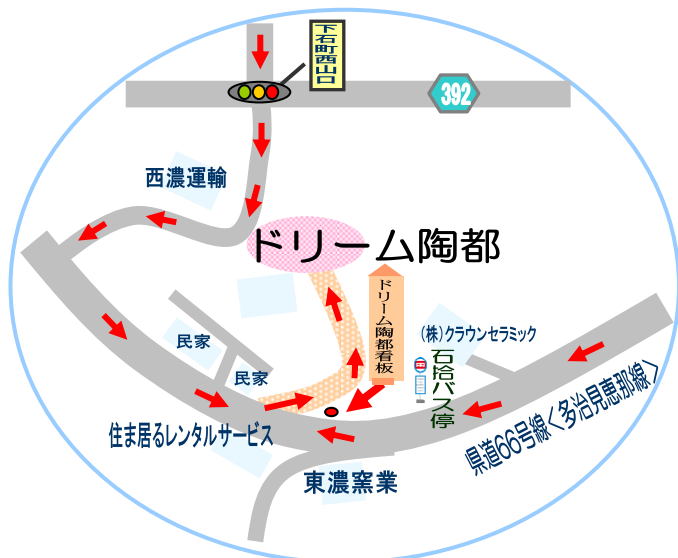 下石町西山口
392
西濃運輸
ドリーム陶都
ドリーム陶都看板
(株)クラウンセラミック
石拾バス停
民家
民家
住ま居るレンタルサービス
県道66号線<多治見恵那線>
東濃窯業